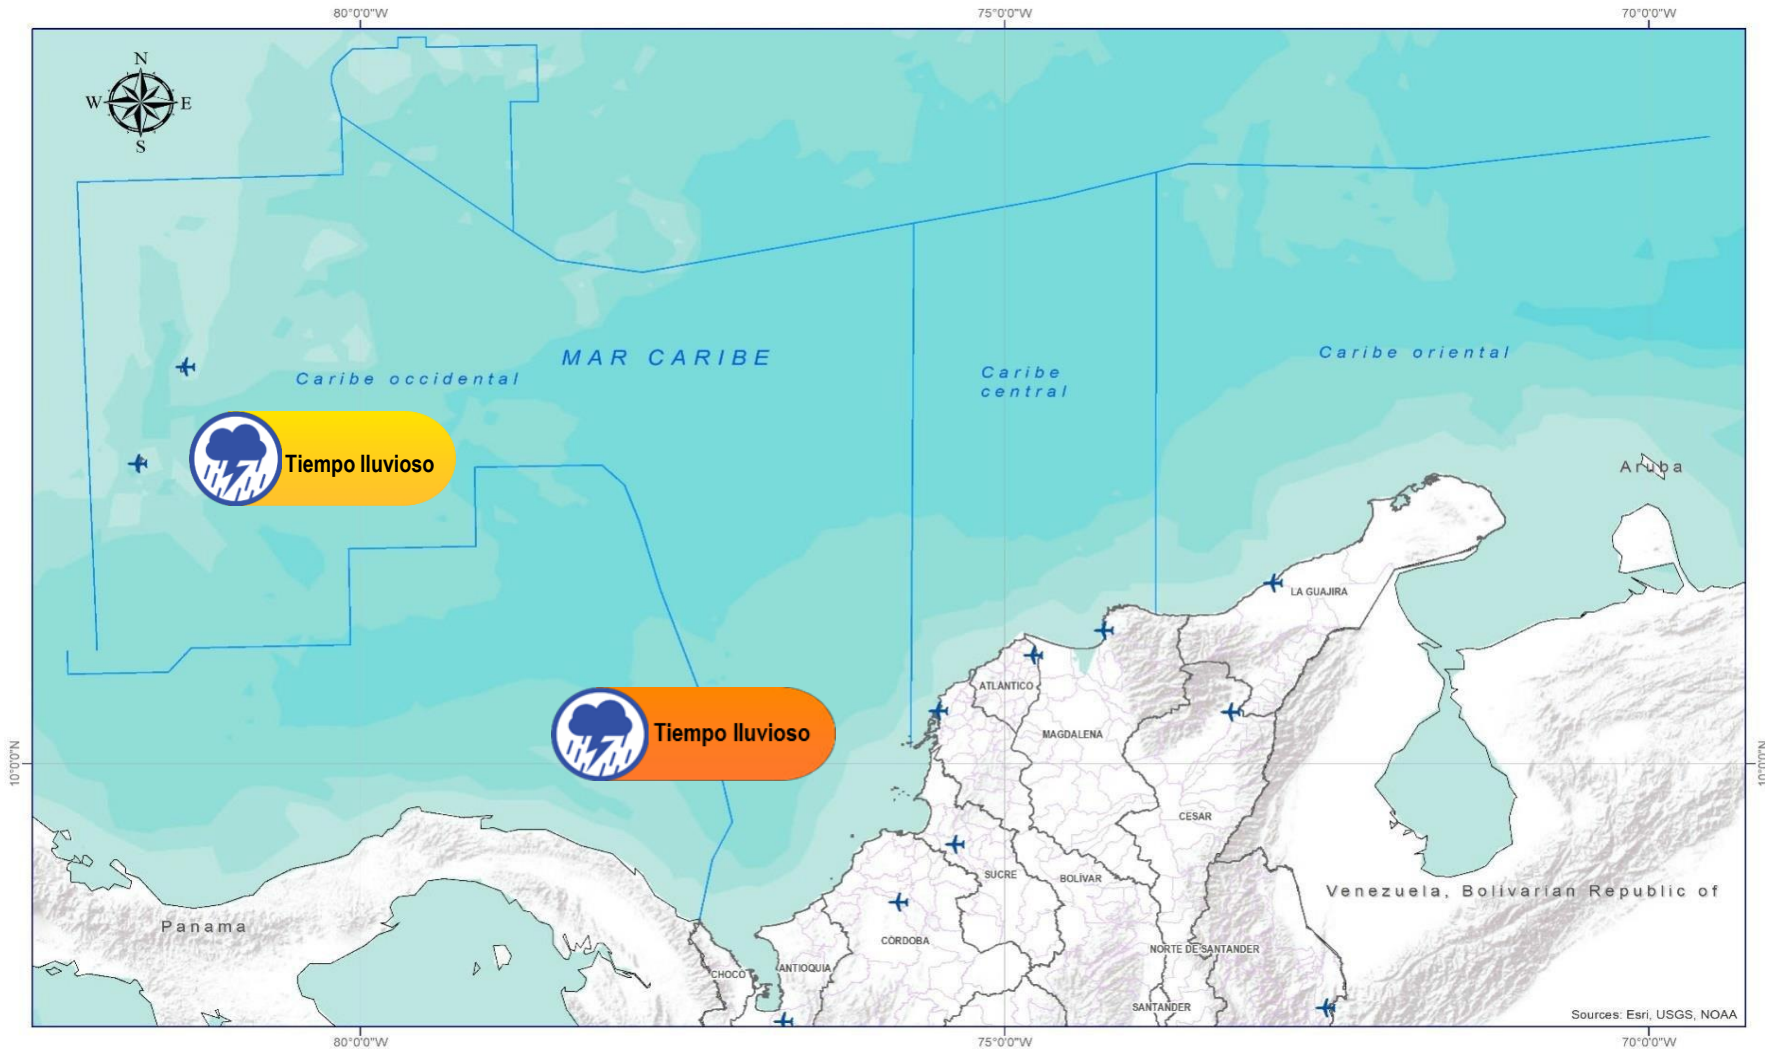 80°0'0"W 75°0'0"W 70°0'0"W
N
W E
S
MAR CARIBE
Caribe oriental
Caribe occidental
Caribe
central
Tiempo lluvioso
Aruba
LA GUAJIRA
ATLANTICO
Tiempo lluvioso
MAGDALENA
10°0'0"N 10°0'0"N
CESAR
SUCRE
BOLÍVAR
Venezuela, Bolivarian Republic of
Panama
CÓRDOBA
NORTE DE SANTANDER
CHOCO
ANTIOQUIA
SANTANDER
Sources: Esri, USGS, NOAA
80°0'0"W 75°0'0"W 70°0'0"W